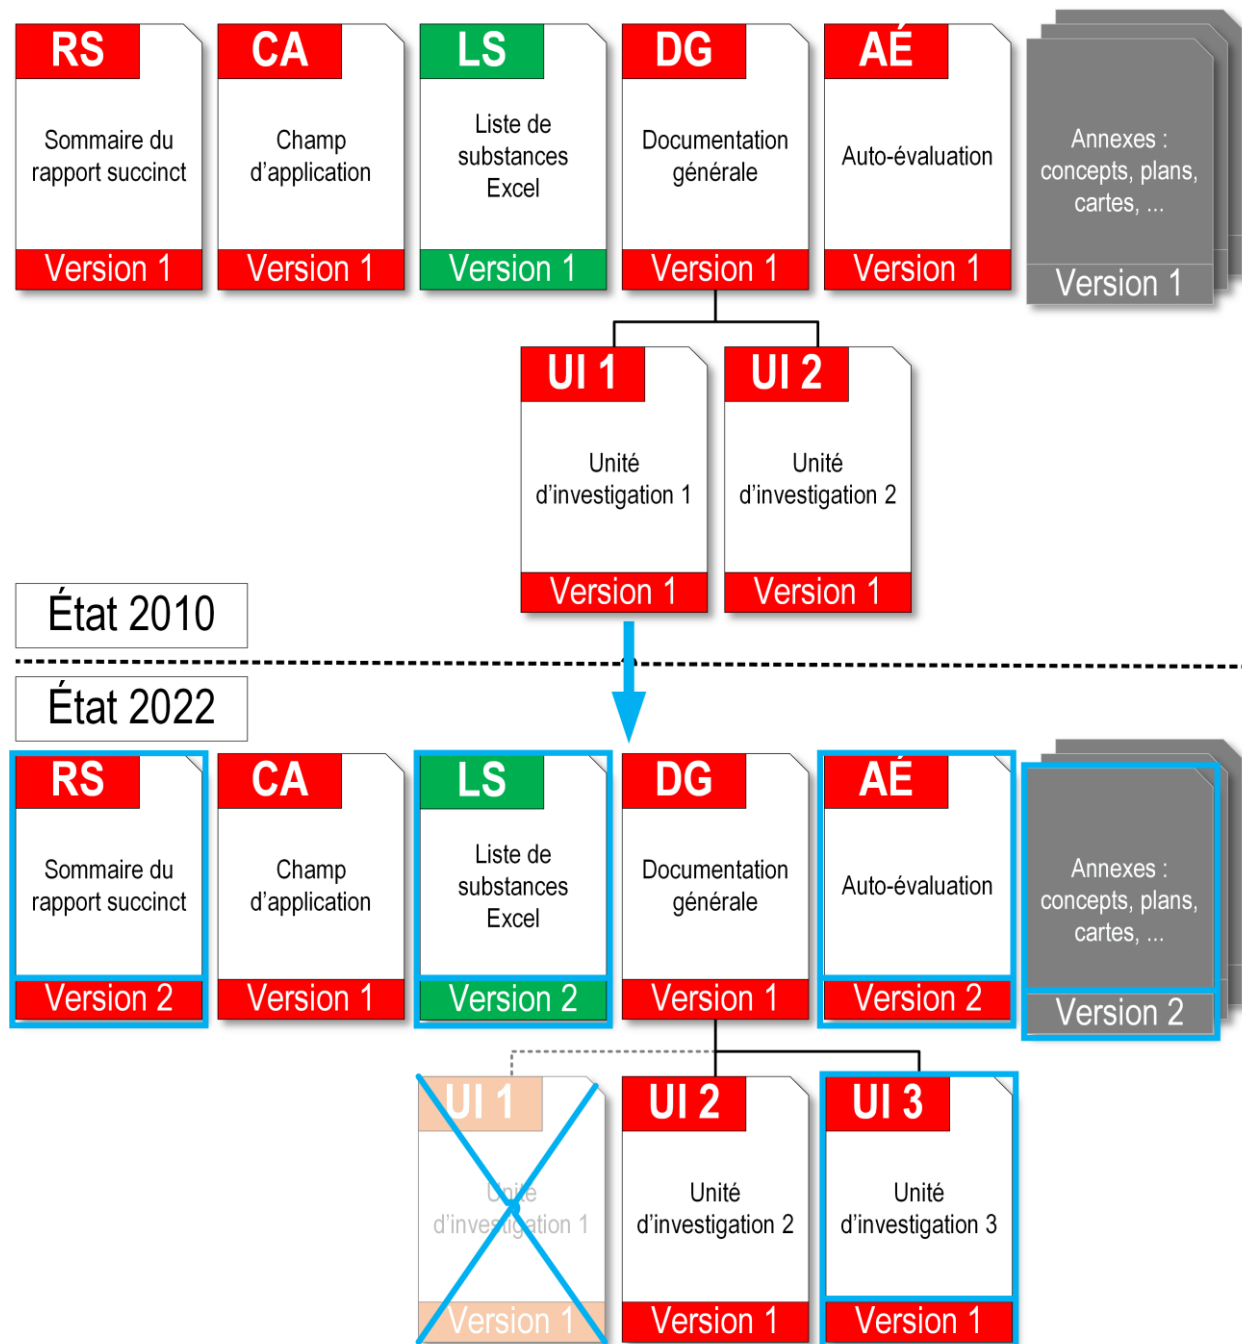 RS
CA
LS
DG
AÉ
Sommaire du
rapport succinct
Champ
d'application
Liste de
substances
Excel
Documentation
générale
Auto-évaluation
Annexes :
concepts, plans,
cartes, ...
Version 1
Version 1
Version 1
Version 1
Version 1
Version 1
UI 1
UI 2
Unité
d'investigation 1
Unité
d'investigation 2
Version 1
Version 1
État 2010
État 2022
RS
CA
LS
DG
AÉ
Sommaire du
rapport succinct
Champ
d'application
Liste de
substances
Excel
Documentation
générale
Auto-évaluation
Annexes :
concepts, plans,
cartes, ...
Version 2
Version 1
Version 2
Version 1
Version 2
Version 2
UI 1
UI 2
UI 3
Unité
d'investigation 1
Unité
d'investigation 2
Unité
d'investigation 3
Version 1
Version 1
Version 1